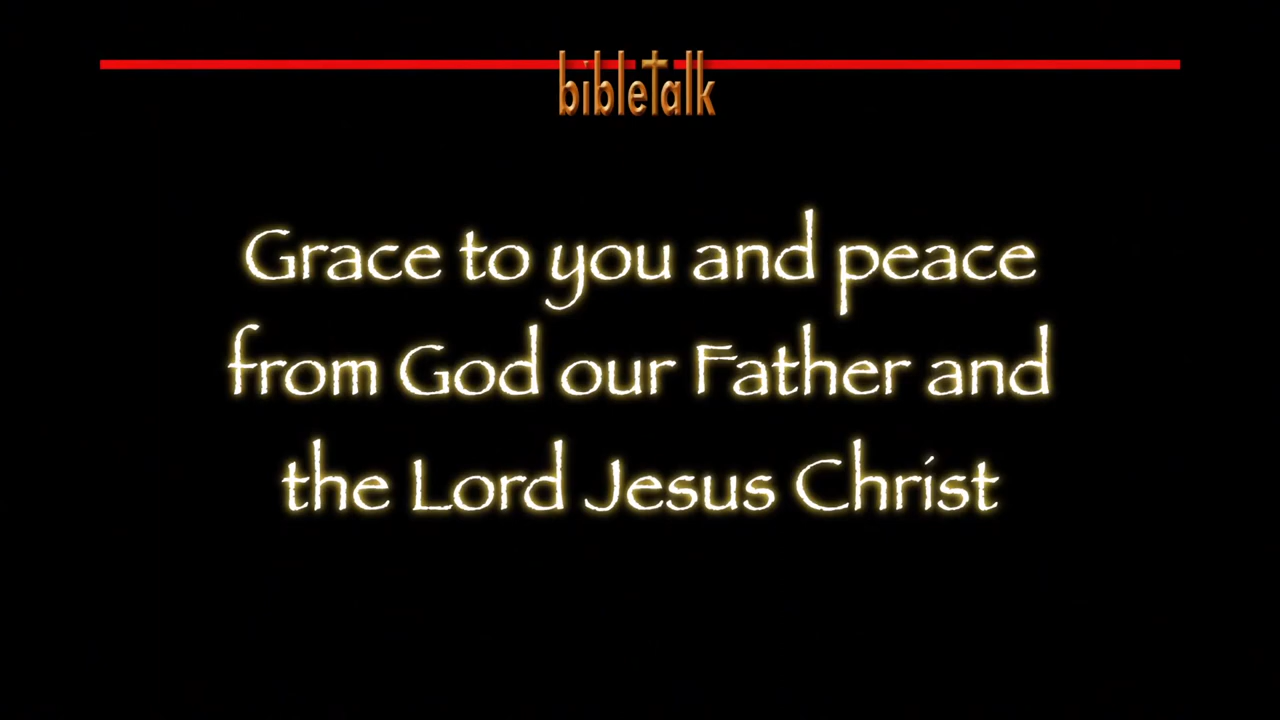 bibleTalk
Grace to you and peace
from God our Father and
the Lord Jesus Christ